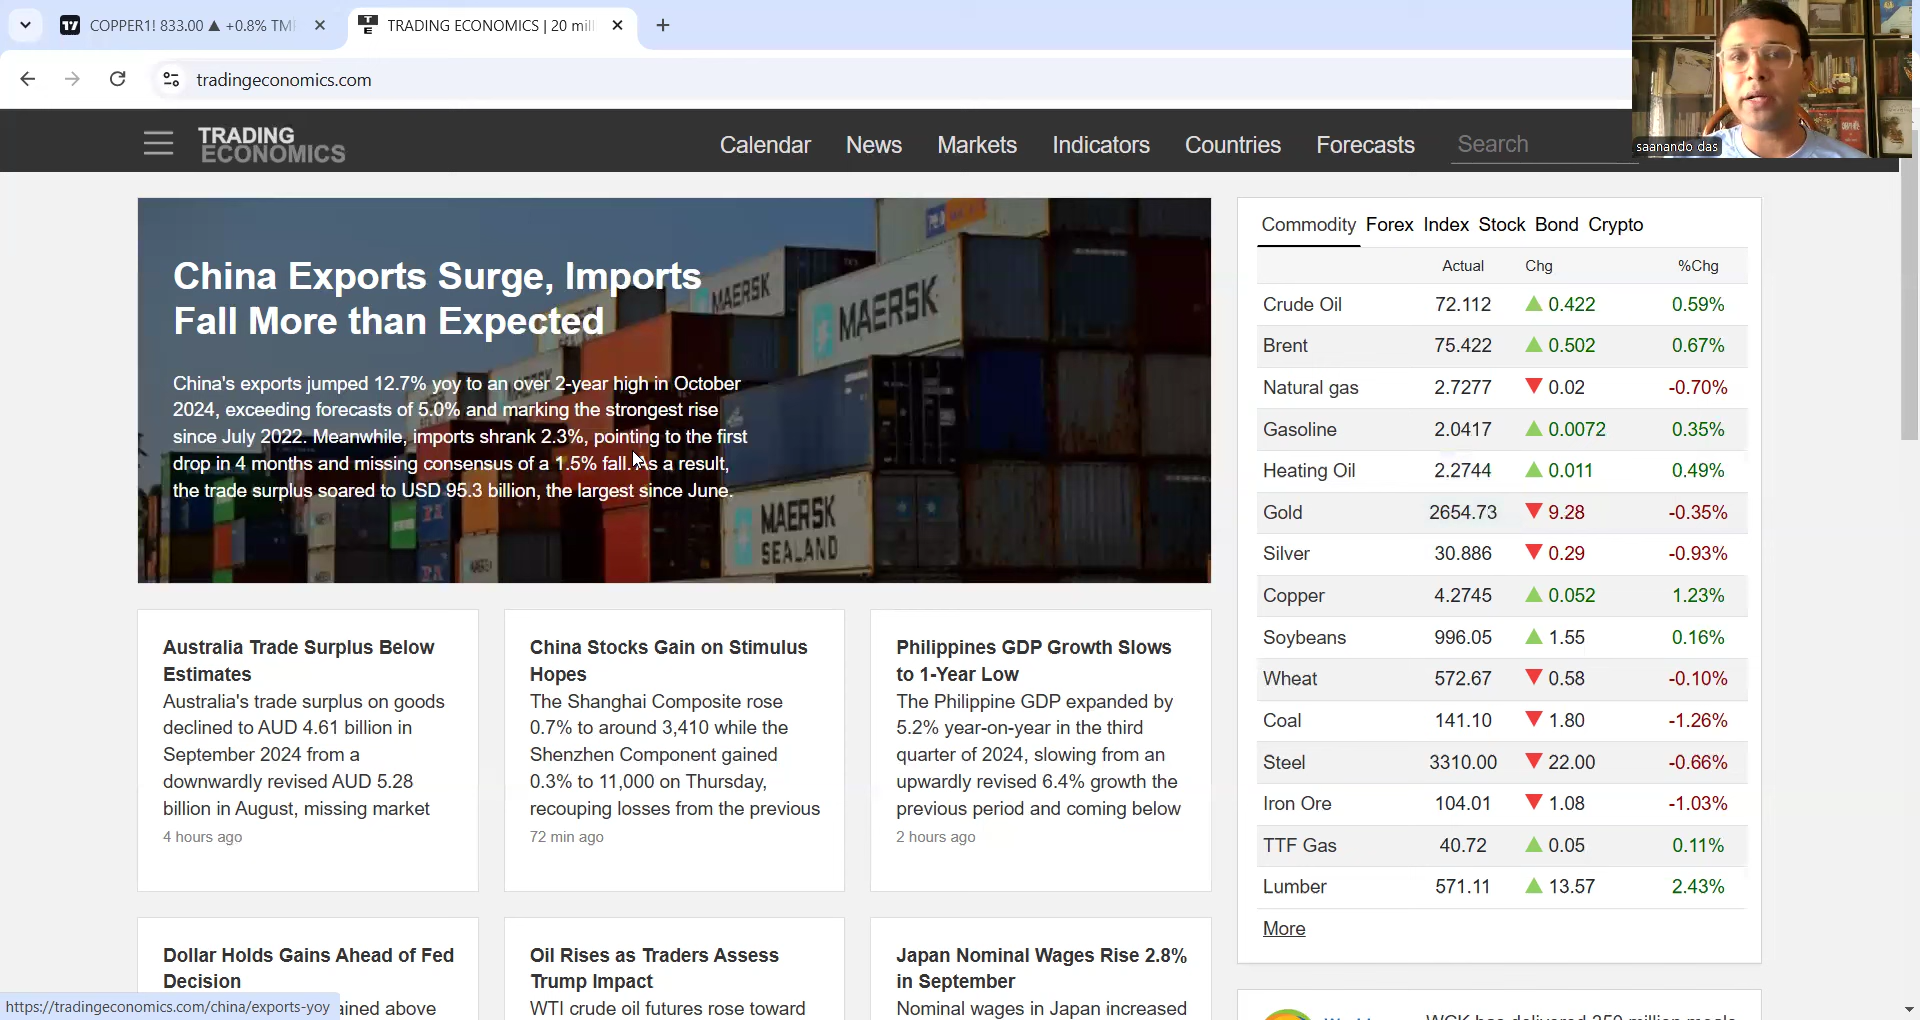 COPPER1! 833.00 ▲ +0.8%
TRADING ECONOMICS | 20 mil
tradingeconomics.com
TRADING
ECONOMICS
Calendar News Markets Indicators Countries Forecasts Search
saanando das
China Exports Surge, Imports
Fall More than Expected
China's exports jumped 12.7% yoy to an over 2-year high in October
2024, exceeding forecasts of 5.0% and marking the strongest rise
since July 2022. Meanwhile, imports shrank 2.3%, pointing to the first
drop in 4 months and missing consensus of a 1.5% fall. As a result,
the trade surplus soared to USD 95.3 billion, the largest since June.
MAERSK
MAERSK
MAERSK
SEALAND
Commodity Forex Index Stock Bond Crypto
Actual Chg %Chg
Crude Oil 72.112 ▲ 0.422 0.59%
Brent 75.422 ▲ 0.502 0.67%
Natural gas 2.7277 ▼ 0.02 -0.70%
Gasoline 2.0417 ▲ 0.0072 0.35%
Heating Oil 2.2744 ▲ 0.011 0.49%
Gold 2654.73 ▼ 9.28 -0.35%
Silver 30.886 ▼ 0.29 -0.93%
Copper 4.2745 ▲ 0.052 1.23%
Soybeans 996.05 ▲ 1.55 0.16%
Wheat 572.67 ▼ 0.58 -0.10%
Coal 141.10 ▼ 1.80 -1.26%
Steel 3310.00 ▼ 22.00 -0.66%
Iron Ore 104.01 ▼ 1.08 -1.03%
TTF Gas 40.72 ▲ 0.05 0.11%
Lumber 571.11 ▲ 13.57 2.43%
More
Australia Trade Surplus Below
Estimates
Australia's trade surplus on goods
declined to AUD 4.61 billion in
September 2024 from a
downwardly revised AUD 5.28
billion in August, missing market
4 hours ago
China Stocks Gain on Stimulus
Hopes
The Shanghai Composite rose
0.7% to around 3,410 while the
Shenzhen Component gained
0.3% to 11,000 on Thursday,
recouping losses from the previous
72 min ago
Philippines GDP Growth Slows
to 1-Year Low
The Philippine GDP expanded by
5.2% year-on-year in the third
quarter of 2024, slowing from an
upwardly revised 6.4% growth the
previous period and coming below
2 hours ago
Dollar Holds Gains Ahead of Fed
Decision
ained above
Oil Rises as Traders Assess
Trump Impact
WTI crude oil futures rose toward
Japan Nominal Wages Rise 2.8%
in September
Nominal wages in Japan increased
https://tradingeconomics.com/china/exports-yoy